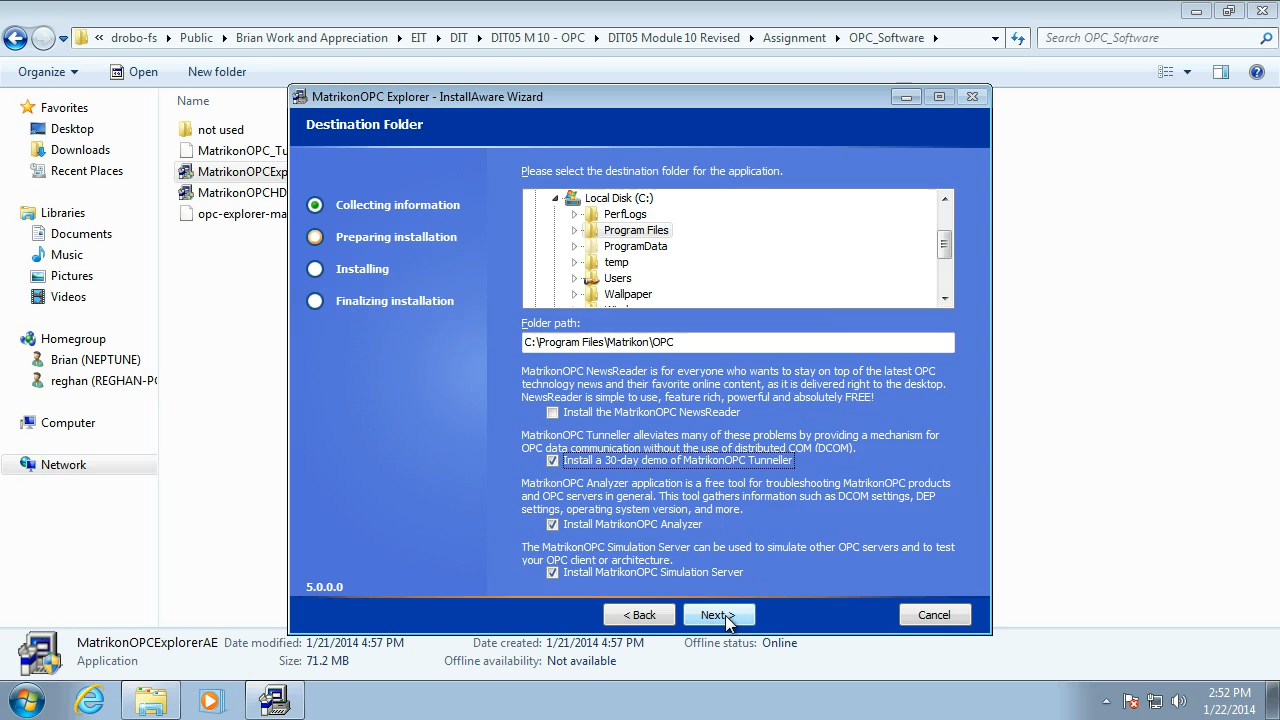 drobo-fs
Public
Brian Work and Appreciation
EIT
DIT
DIT05 M 10 - OPC
DIT05 Module 10 Revised
Assignment
OPC_Software
Search OPC_Software
Organize
Open
New folder
Name
Favorites
Desktop
Downloads
Recent Places
Libraries
Documents
Music
Pictures
Videos
Homegroup
Brian (NEPTUNE)
reghan (REGHAN-PC
Computer
Network
not used
MatrikonOPC_Tu
MatrikonOPCExp
MatrikonOPCHD
opc-explorer-ma
MatrikonOPC Explorer - InstallAware Wizard
Destination Folder
Collecting information
Preparing installation
Installing
Finalizing installation
5.0.0.0
Please select the destination folder for the application.
Local Disk (C:)
PerfLogs
Program Files
ProgramData
temp
Users
Wallpaper
Folder path:
C:\Program Files\Matrikon\OPC
MatrikonOPC NewsReader is for everyone who wants to stay on top of the latest OPC
technology news and their favorite online content, as it is delivered right to the desktop.
NewsReader is simple to use, feature rich, powerful and absolutely FREE!
Install the MatrikonOPC NewsReader
MatrikonOPC Tunneller alleviates many of these problems by providing a mechanism for
OPC data communication without the use of distributed COM (DCOM).
Install a 30-day demo of MatrikonOPC Tunneller
MatrikonOPC Analyzer application is a free tool for troubleshooting MatrikonOPC products
and OPC servers in general. This tool gathers information such as DCOM settings, DEP
settings, operating system version, and more.
Install MatrikonOPC Analyzer
The MatrikonOPC Simulation Server can be used to simulate other OPC servers and to test
your OPC client or architecture.
Install MatrikonOPC Simulation Server
< Back
Next >
Cancel
MatrikonOPCExplorerAE Date modified: 1/21/2014 4:57 PM Date created: 1/21/2014 4:57 PM Offline status: Online
Application Size: 71.2 MB Offline availability: Not available
2:52 PM
1/22/2014